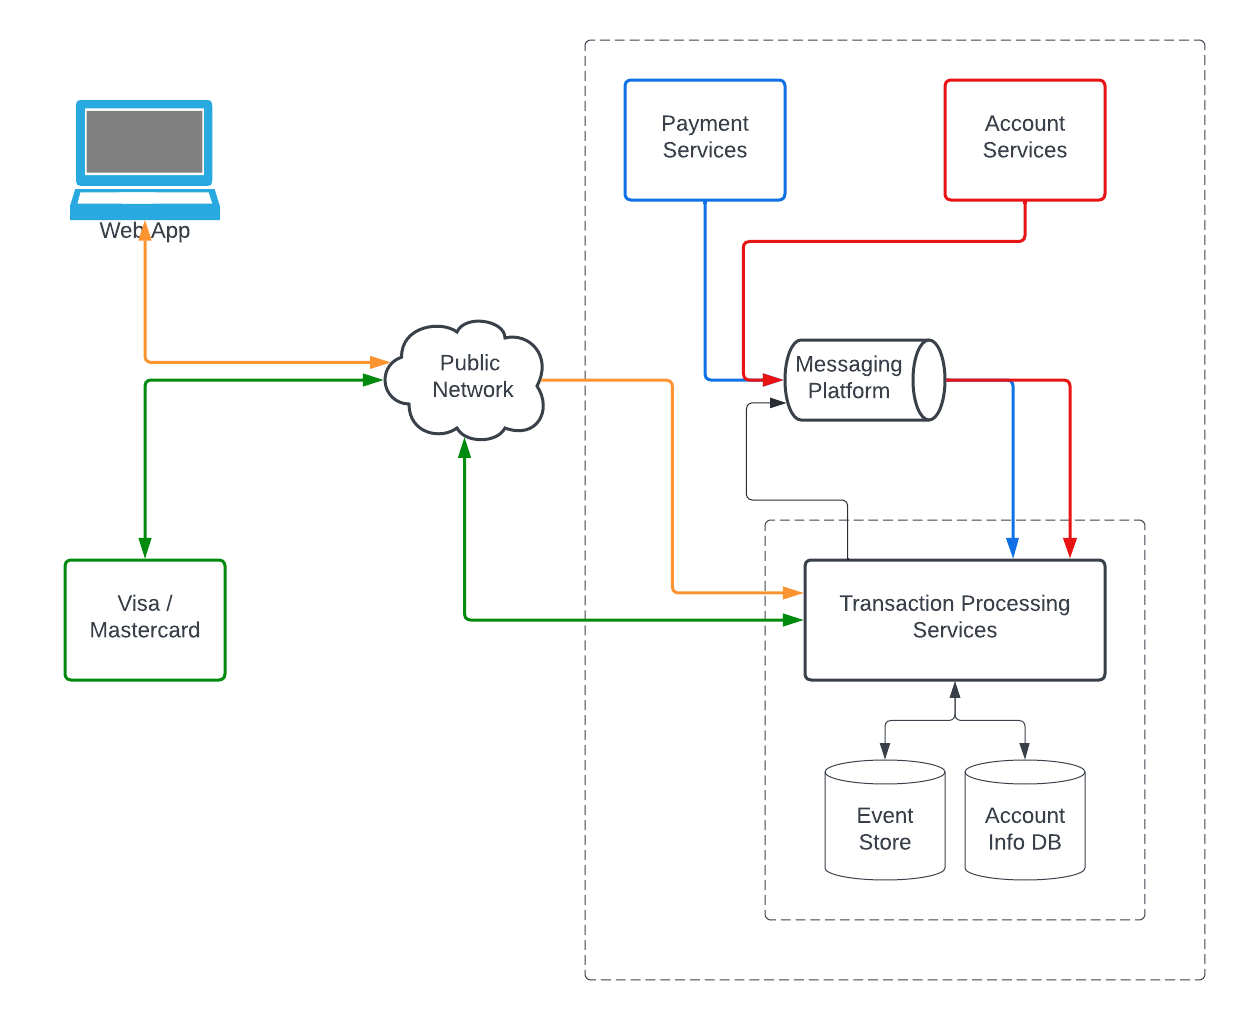 Payment
Services
Account
Services
Web App
Public
Network
Messaging
Platform
Visa /
Mastercard
Transaction Processing
Services
Event
Store
Account
Info DB